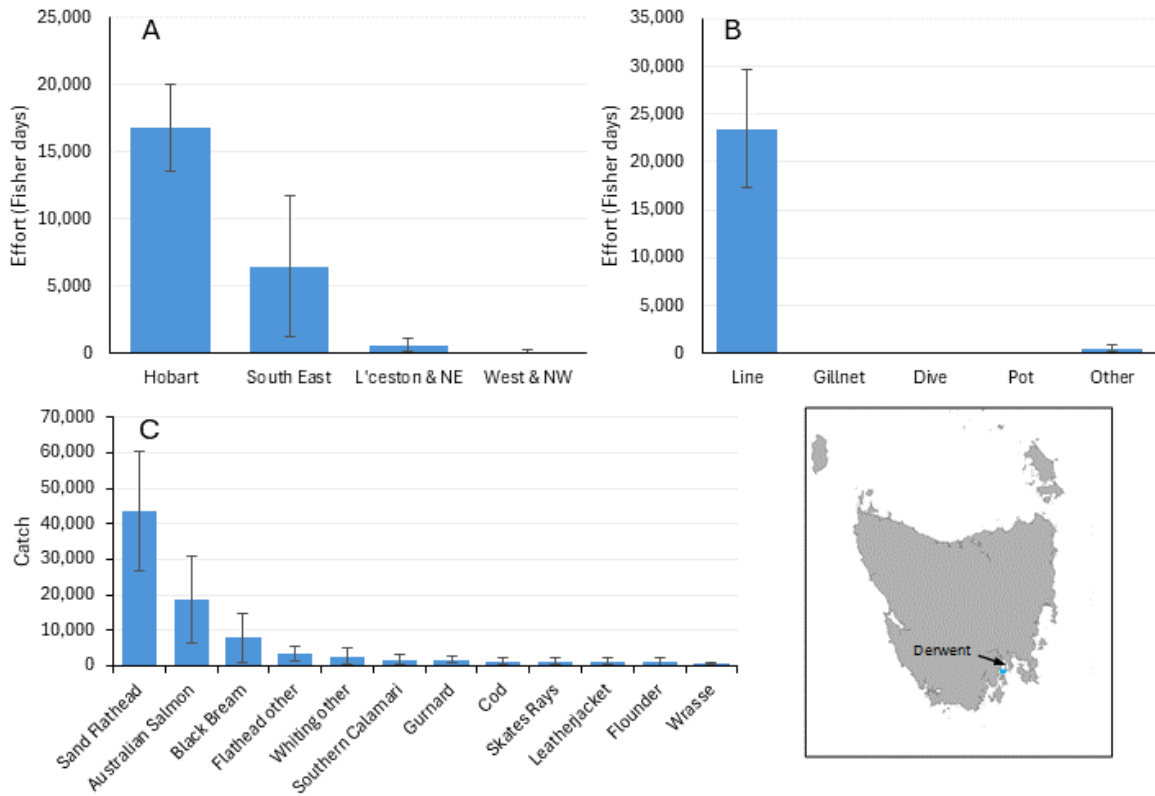 A
Effort (Fisher days)
25,000
20,000
15,000
10,000
5,000
0
Hobart
South East
L'ceston & NE
West & NW
B
Effort (Fisher days)
35,000
30,000
25,000
20,000
15,000
10,000
5,000
0
Line
Gillnet
Dive
Pot
Other
C
Catch
70,000
60,000
50,000
40,000
30,000
20,000
10,000
0
Sand Flathead
Australian Salmon
Black Bream
Flathead other
Whiting other
Southern Calamari
Gurnard
Cod
Skates Rays
Leatherjacket
Flounder
Wrasse
Derwent